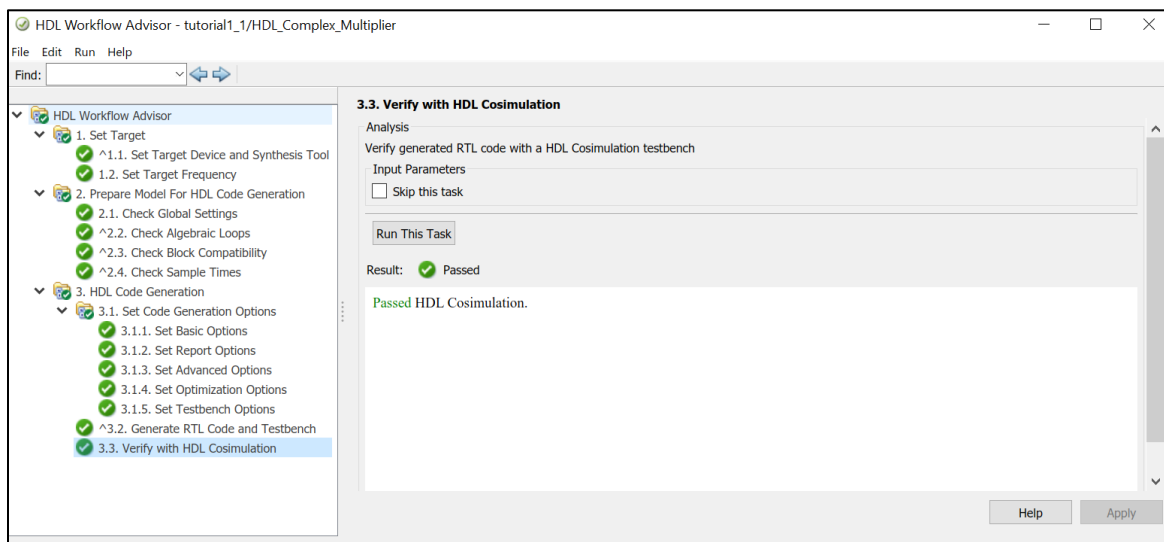 HDL Workflow Advisor - tutorial1_1/HDL_Complex_Multiplier
File Edit Run Help
Find:
HDL Workflow Advisor
1. Set Target
^1.1. Set Target Device and Synthesis Tool
1.2. Set Target Frequency
2. Prepare Model For HDL Code Generation
2.1. Check Global Settings
^2.2. Check Algebraic Loops
^2.3. Check Block Compatibility
^2.4. Check Sample Times
3. HDL Code Generation
3.1. Set Code Generation Options
3.1.1. Set Basic Options
3.1.2. Set Report Options
3.1.3. Set Advanced Options
3.1.4. Set Optimization Options
3.1.5. Set Testbench Options
^3.2. Generate RTL Code and Testbench
3.3. Verify with HDL Cosimulation
3.3. Verify with HDL Cosimulation
Analysis
Verify generated RTL code with a HDL Cosimulation testbench
Input Parameters
Skip this task
Run This Task
Result: Passed
Passed HDL Cosimulation.
Help Apply